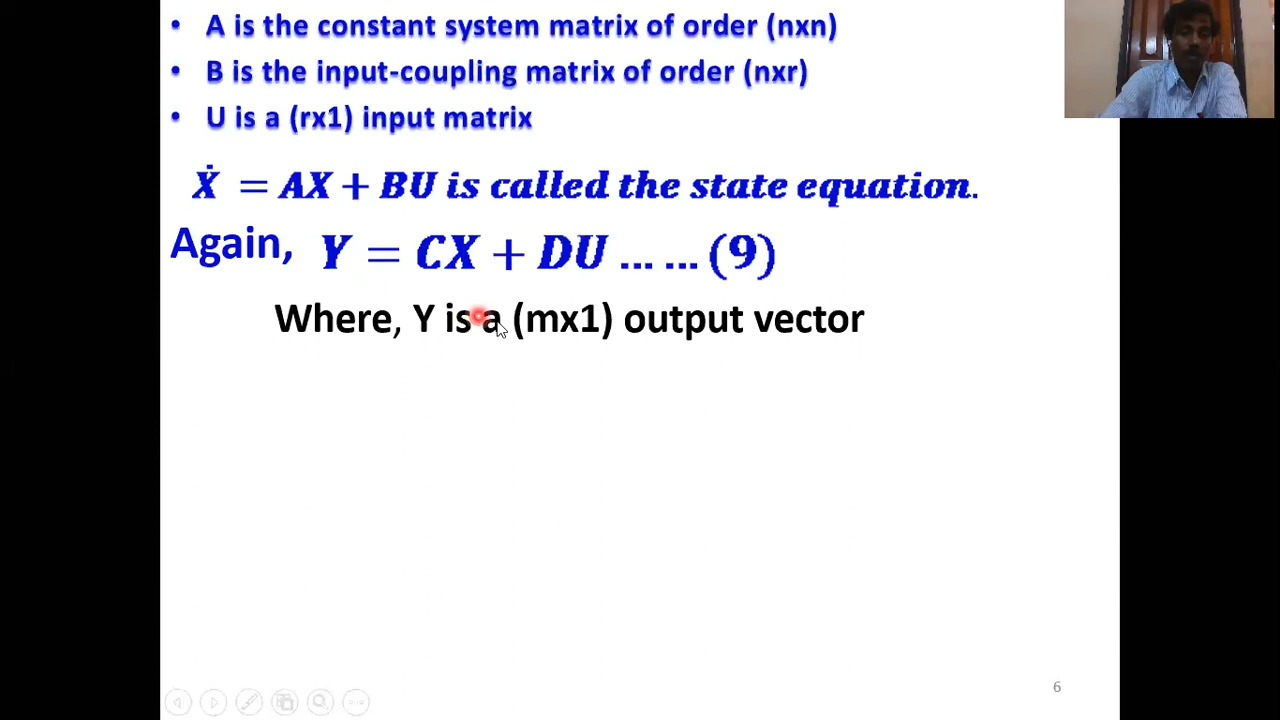 • A is the constant system matrix of order (nxn)
• B is the input-coupling matrix of order (nxr)
• U is a (rx1) input matrix
Ẋ = AX + BU is called the state equation.
Again, Y = CX + DU … … (9)
Where, Y is a (mx1) output vector
6